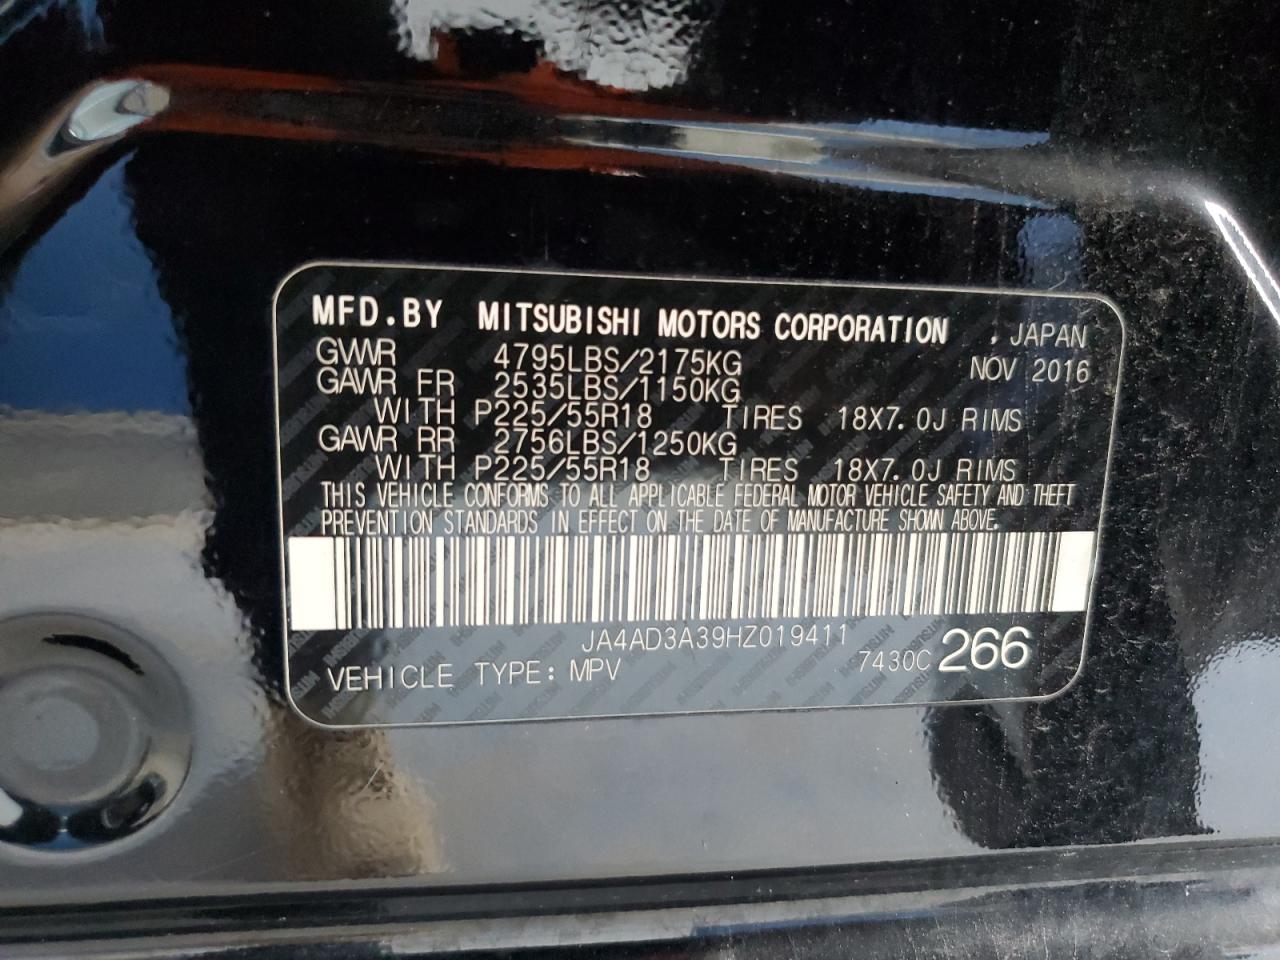 MFD.BY MITSUBISHI MOTORS CORPORATION , JAPAN
GVWR 4795LBS/2175KG NOV 2016
GAWR FR 2535LBS/1150KG
WITH P225/55R18 TIRES 18X7.0J RIMS
GAWR RR 2756LBS/1250KG
WITH P225/55R18 TIRES 18X7.0J RIMS
THIS VEHICLE CONFORMS TO ALL APPLICABLE FEDERAL MOTOR VEHICLE SAFETY AND THEFT
PREVENTION STANDARDS IN EFFECT ON THE DATE OF MANUFACTURE SHOWN ABOVE.
JA4AD3A39HZ019411
VEHICLE TYPE: MPV 7430C 266